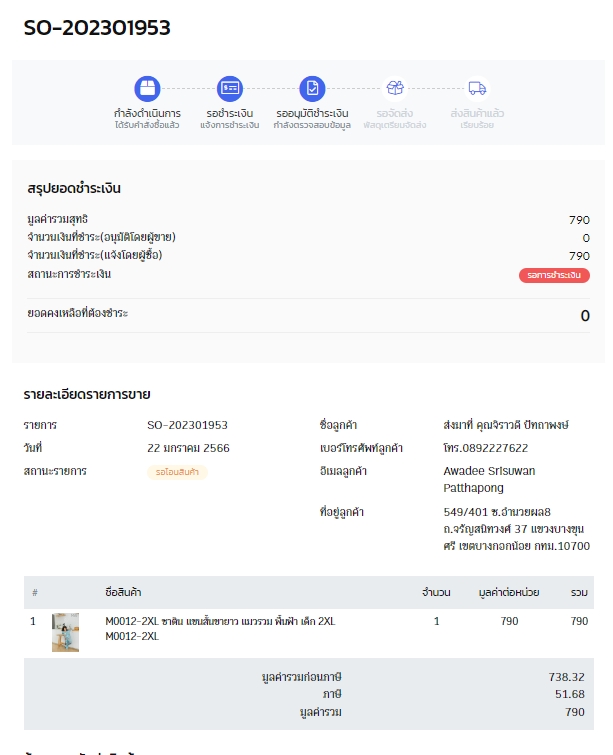 SO-202301953
กำลังดำเนินการ รอชำระเงิน รออนุมัติชำระเงิน รอจัดส่ง ส่งสินค้าแล้ว
ได้รับคำสั่งซื้อแล้ว แจ้งการชำระเงิน กำลังตรวจสอบข้อมูล พัสดุเตรียมจัดส่ง เรียบร้อย
สรุปยอดชำระเงิน
มูลค่ารวมสุทธิ 790
จำนวนเงินที่ชำระ(อนุมัติโดยผู้ขาย) 0
จำนวนเงินที่ชำระ(แจ้งโดยผู้ซื้อ) 790
สถานะการชำระเงิน รอการชำระเงิน
ยอดคงเหลือที่ต้องชำระ 0
รายละเอียดรายการขาย
รายการ SO-202301953 ชื่อลูกค้า ส่งมาที่ คุณจิราวดี ปัทถาพงษ์
วันที่ 22 มกราคม 2566 เบอร์โทรศัพท์ลูกค้า โทร.0892227622
สถานะรายการ รอโอนสินค้า อีเมลลูกค้า Awadee Srisuwan
Patthapong
ที่อยู่ลูกค้า 549/401 ซ.อำนวยผล8
ถ.จรัญสนิทวงศ์ 37 แขวงบางขุน
ศรี เขตบางกอกน้อย กทม.10700
# ชื่อสินค้า จำนวน มูลค่าต่อหน่วย รวม
1 M0012-2XL ซาติน แขนสั้นขายาว แมวรวม พื้นฟ้า เด็ก 2XL 1 790 790
M0012-2XL
มูลค่ารวมก่อนภาษี 738.32
ภาษี 51.68
มูลค่ารวม 790